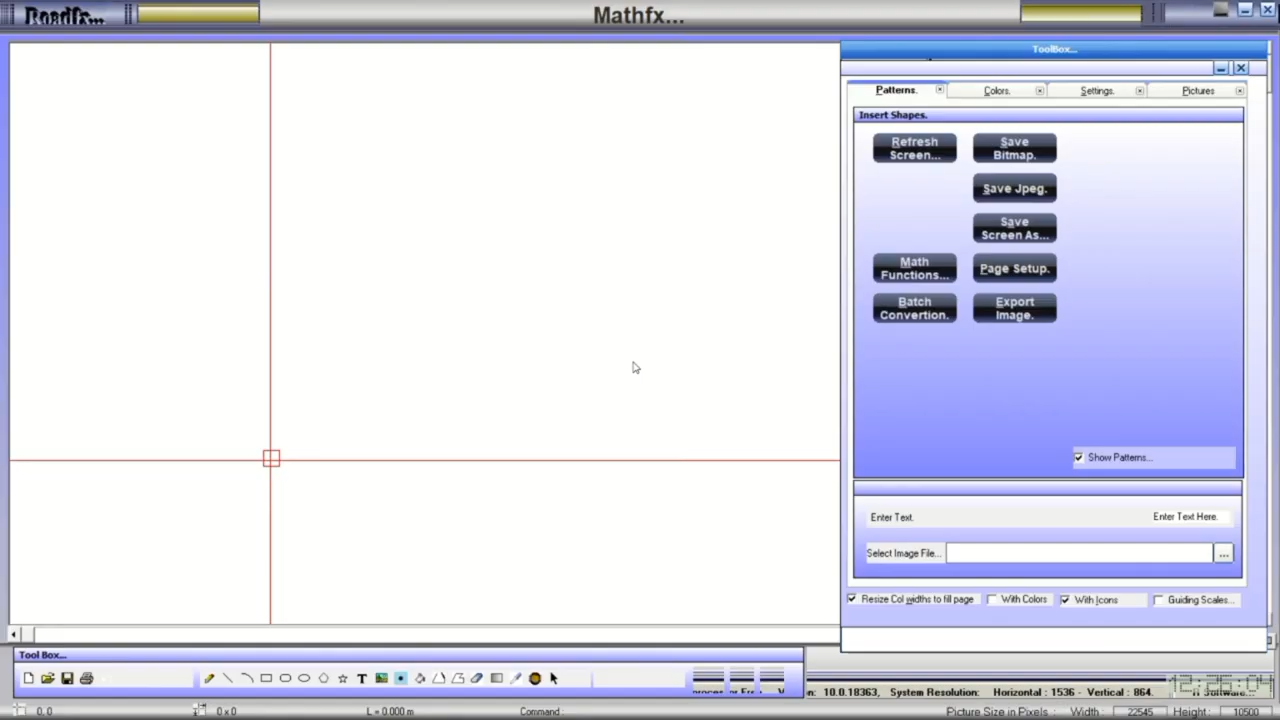 Roadfx...
Mathfx...
ToolBox...
Patterns.
Colors.
Settings.
Pictures
Insert Shapes.
Refresh
Screen...
Save
Bitmap.
Save Jpeg.
Save
Screen As...
Math
Functions...
Page Setup.
Batch
Convertion.
Export
Image.
Show Patterns...
Enter Text.
Enter Text Here.
Select Image File...
...
Resize Col widths to fill page
With Colors
With Icons
Guiding Scales...
Tool Box...
T
: 10.0.18363, System Resolution: Horizontal : 1536 - Vertical : 864.
12:26:04
0, 0
0 x 0
L = 0.000 m
Command:
Picture Size in Pixels : Width : 22545 Height: 10500